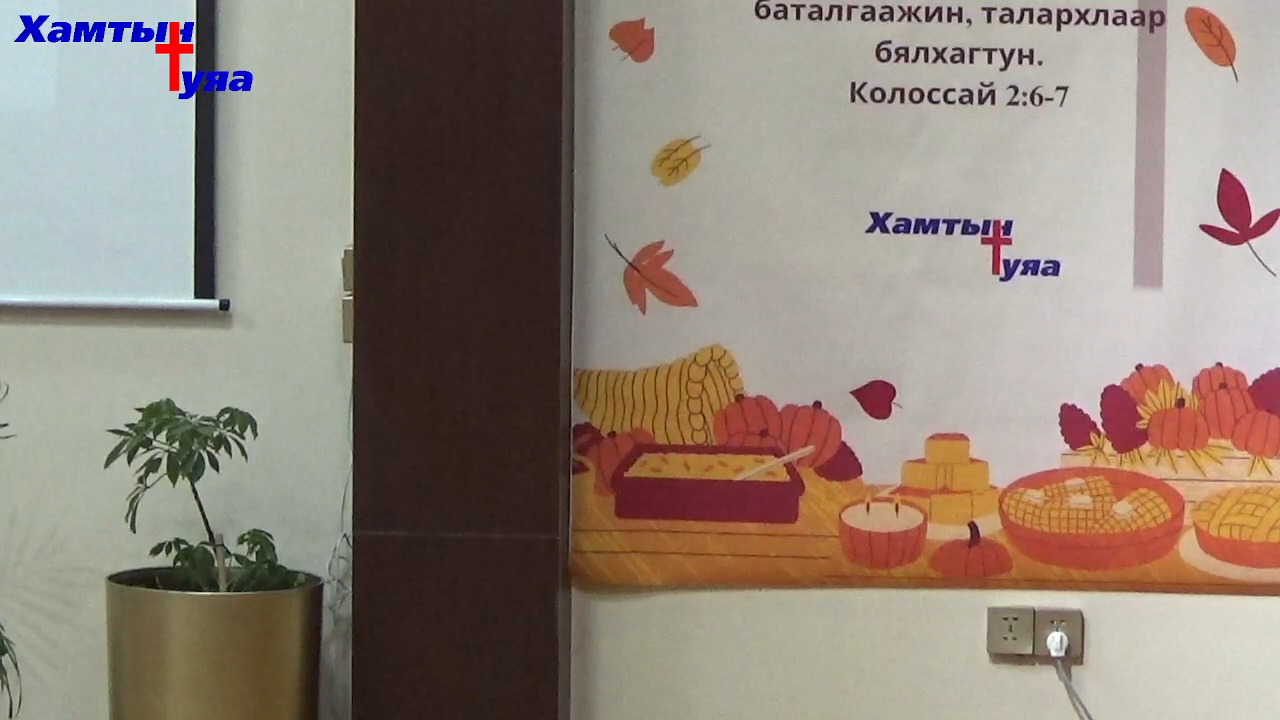 Хамтын
туяа
баталгаажин, талархлаар
бялхагтун.
Колоссай 2:6-7
Хамтын
туяа